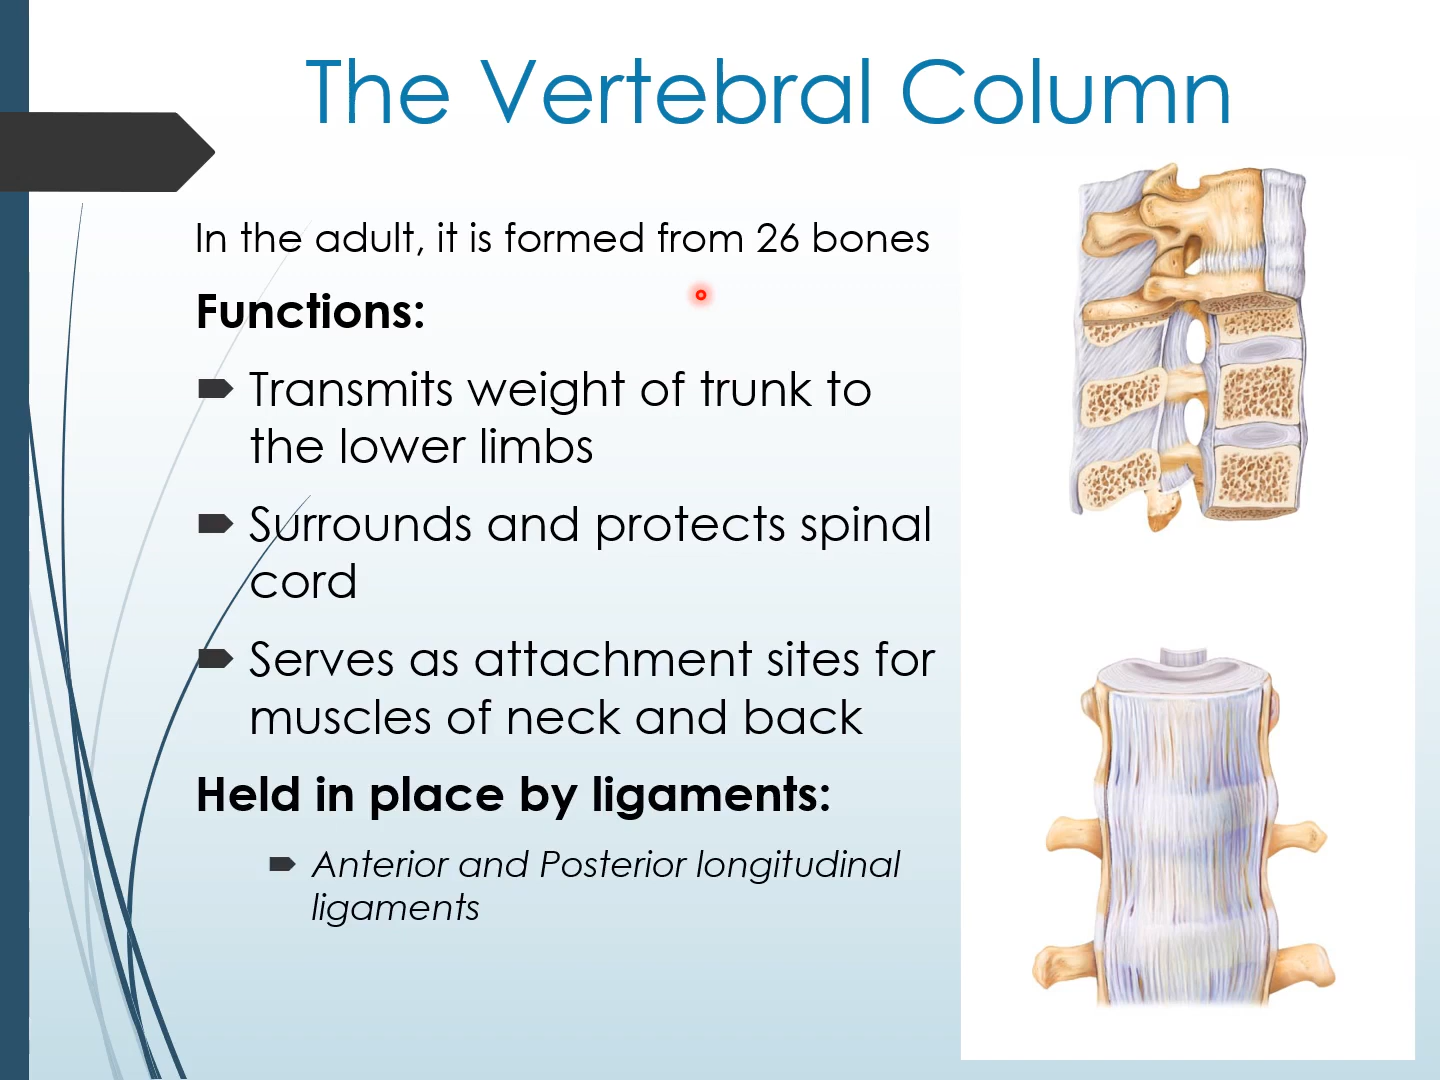 The Vertebral Column
In the adult, it is formed from 26 bones
Functions:
Transmits weight of trunk to
the lower limbs
Surrounds and protects spinal
cord
Serves as attachment sites for
muscles of neck and back
Held in place by ligaments:
Anterior and Posterior longitudinal
ligaments